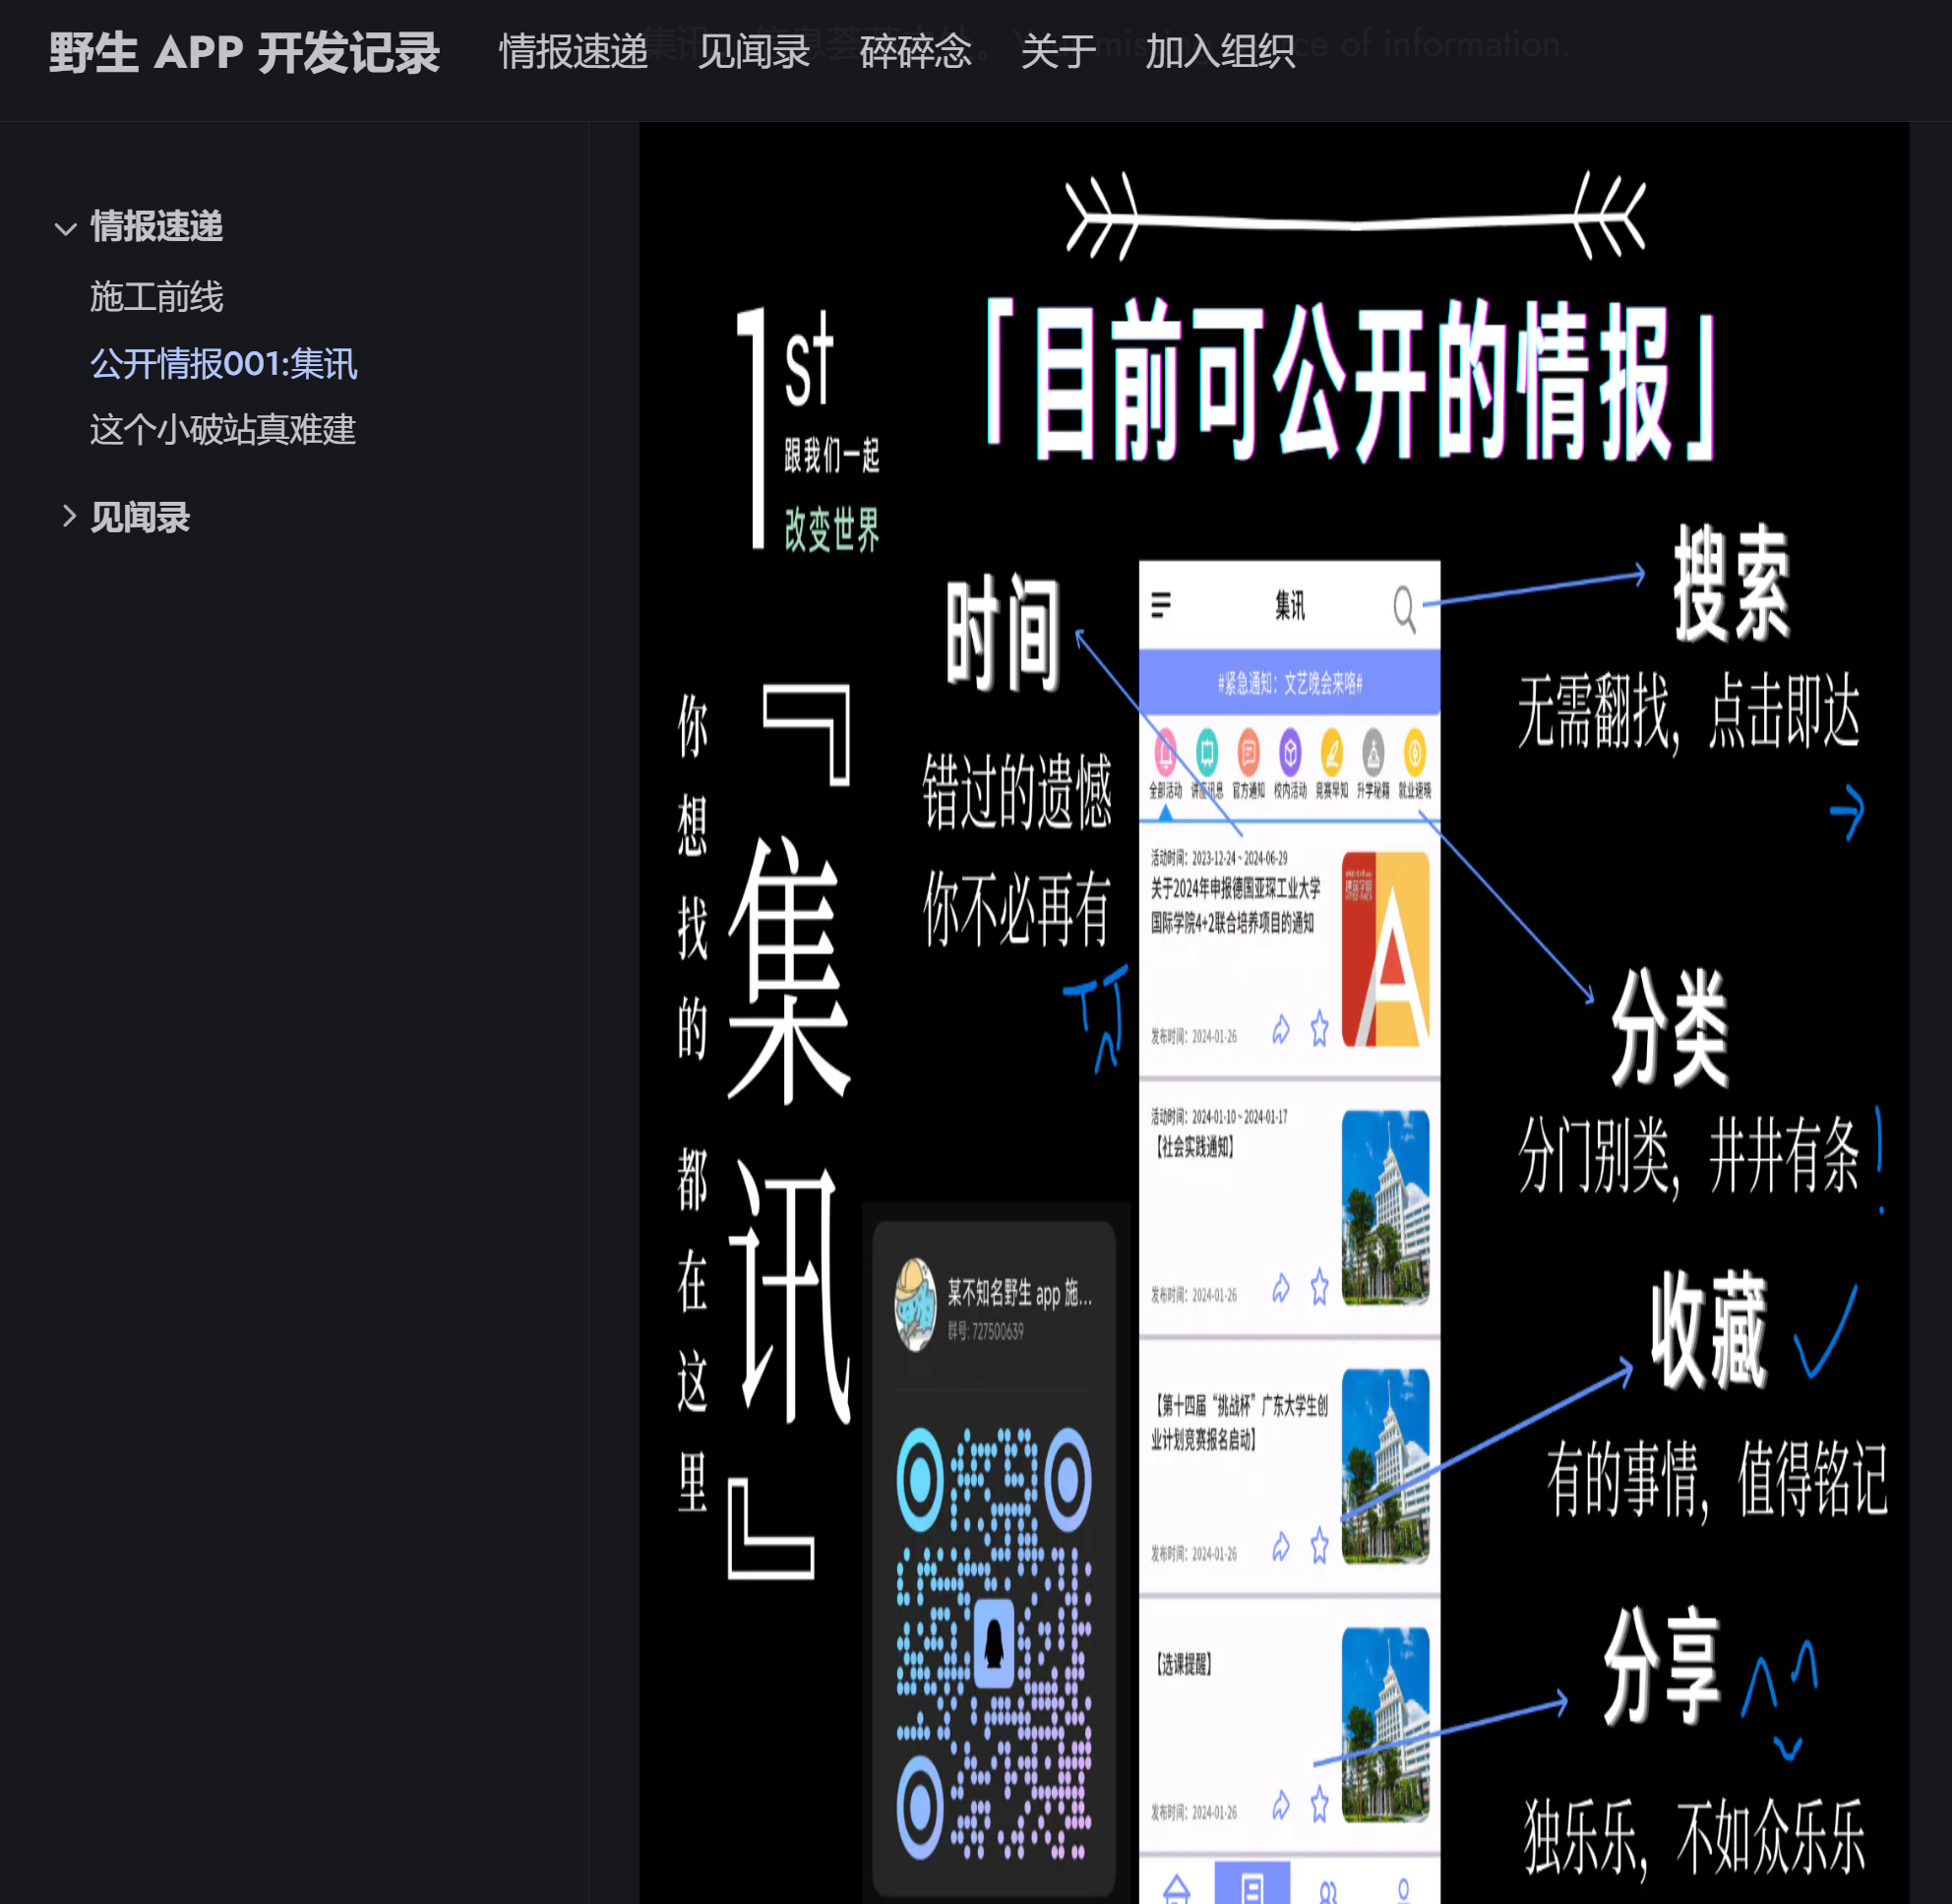 野生 APP 开发记录
情报速递
见闻录
碎碎念
关于
加入组织
情报速递
施工前线
公开情报001:集讯
这个小破站真难建
见闻录
1st
跟我们一起
改变世界
「目前可公开的情报」
你想找的都在这里
『集讯』
时间
错过的遗憾
你不必再有
搜索
无需翻找，点击即达
分类
分门别类，井井有条
收藏
有的事情，值得铭记
分享
独乐乐，不如众乐乐
集讯
#紧急通知：文艺晚会来咯#
全部活动
讲座讯息
官方通知
校内活动
竞赛早知
升学秘籍
就业速晓
活动时间：2023-12-24 ~ 2024-06-29
关于2024年申报德国亚琛工业大学
国际学院4+2联合培养项目的通知
发布时间：2024-01-26
活动时间：2024-01-10 ~ 2024-01-17
【社会实践通知】
发布时间：2024-01-26
【第十四届“挑战杯”广东大学生创
业计划竞赛报名启动】
发布时间：2024-01-26
【选课提醒】
发布时间：2024-01-26
某不知名野生 app 施...
群号: 727500639